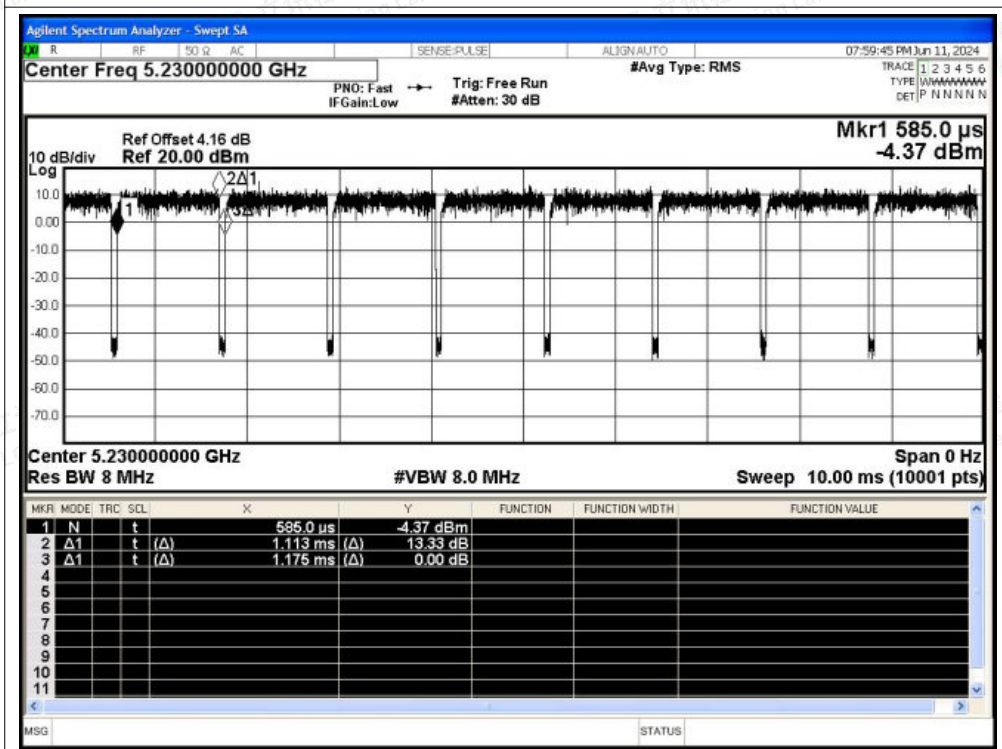 Agilent Spectrum Analyzer - Swept SA
R RF 50 Ω AC SENSE:PULSE ALIGN AUTO 07:59:45 PM Jun 11, 2024
Center Freq 5.230000000 GHz #Avg Type: RMS TRACE 1 2 3 4 5 6
PNO: Fast Trig: Free Run TYPE WWWWWW
IFGain:Low #Atten: 30 dB DET P N N N N N
Mkr1 585.0 µs
Ref Offset 4.16 dB
10 dB/div Ref 20.00 dBm -4.37 dBm
Log
2Δ1
10.0
1
3Δ1
0.00
-10.0
-20.0
-30.0
-40.0
-50.0
-60.0
-70.0
Center 5.230000000 GHz Span 0 Hz
Res BW 8 MHz #VBW 8.0 MHz Sweep 10.00 ms (10001 pts)
MKR MODE TRC SCL X Y FUNCTION FUNCTION WIDTH FUNCTION VALUE
1 N t 585.0 µs -4.37 dBm
2 Δ1 t (Δ) 1.113 ms (Δ) 13.33 dB
3 Δ1 t (Δ) 1.175 ms (Δ) 0.00 dB
4
5
6
7
8
9
10
11
MSG STATUS